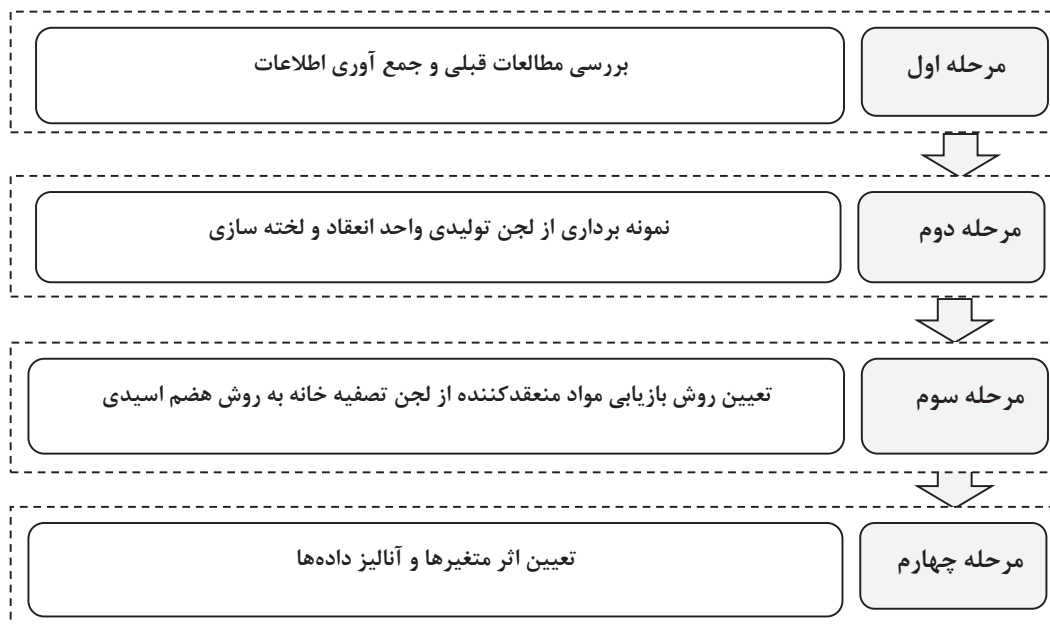 مرحله اول
بررسی مطالعات قبلی و جمع آوری اطلاعات
مرحله دوم
نمونه برداری از لجن تولیدی واحد انعقاد و لخته سازی
مرحله سوم
تعیین روش بازیابی مواد منعقدکننده از لجن تصفیه خانه به روش هضم اسیدی
مرحله چهارم
تعیین اثر متغیرها و آنالیز داده‌ها